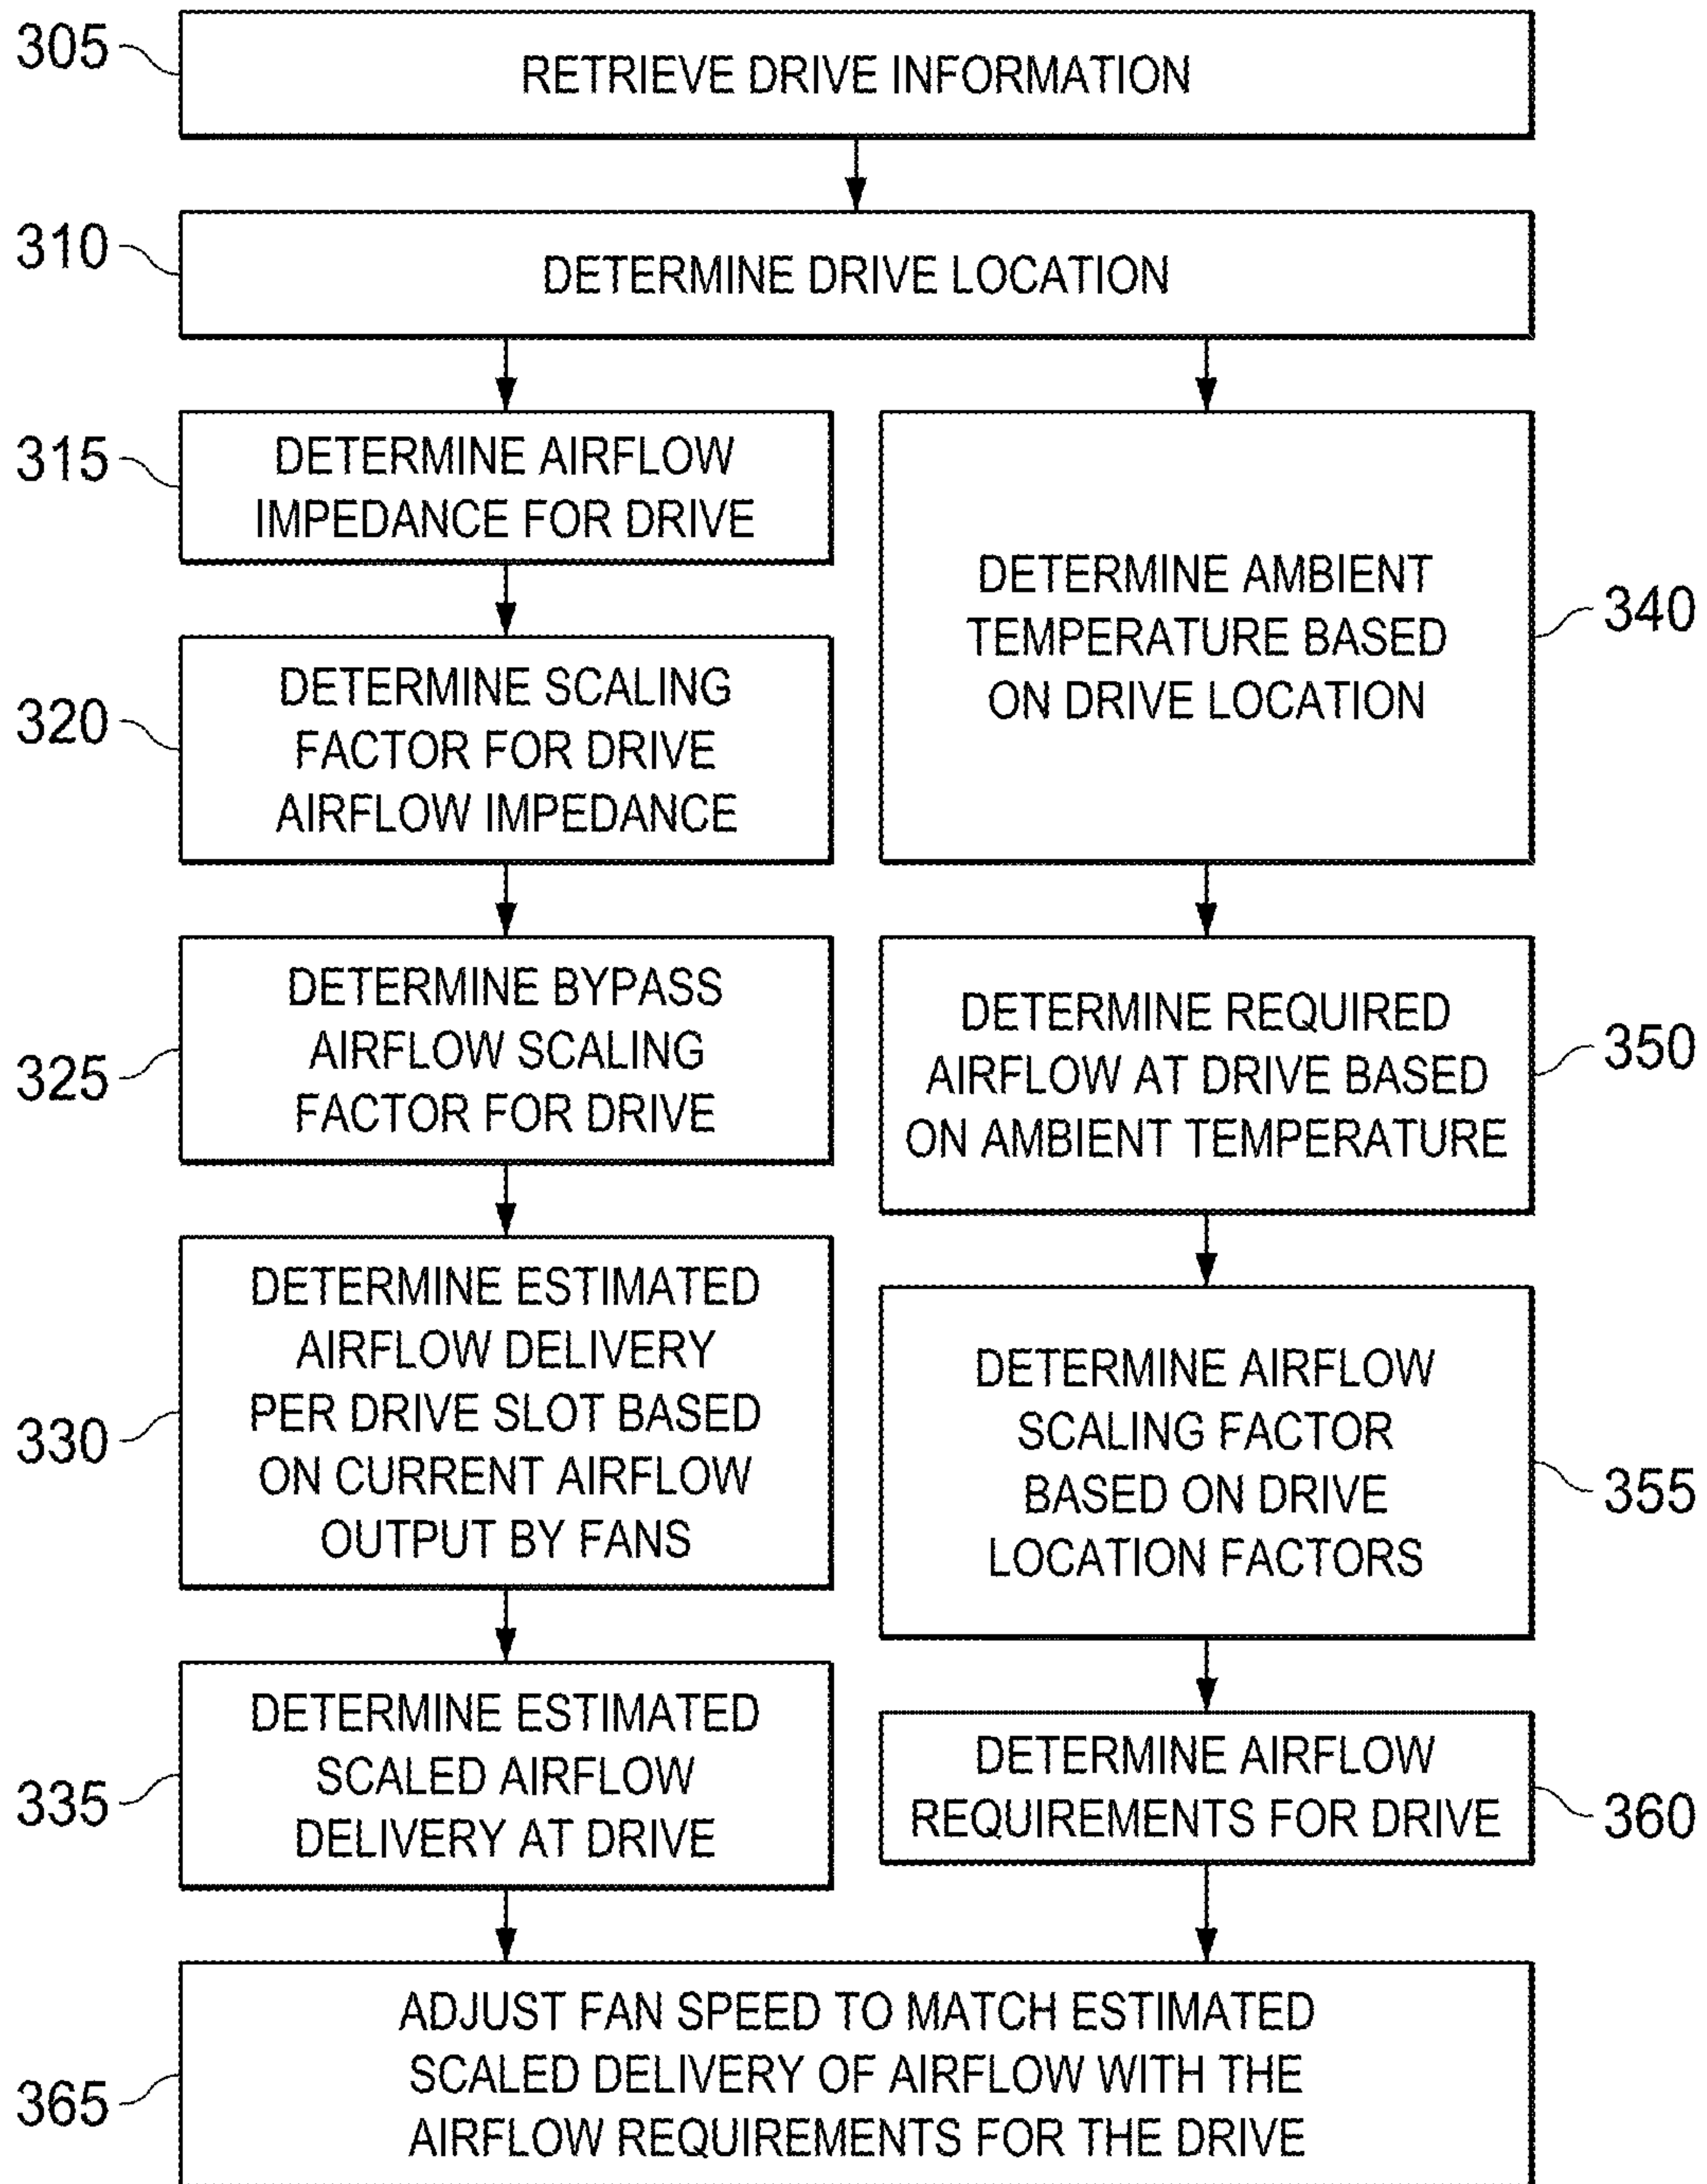 305
RETRIEVE DRIVE INFORMATION
310
DETERMINE DRIVE LOCATION
315
DETERMINE AIRFLOW
IMPEDANCE FOR DRIVE
320
DETERMINE SCALING
FACTOR FOR DRIVE
AIRFLOW IMPEDANCE
325
DETERMINE BYPASS
AIRFLOW SCALING
FACTOR FOR DRIVE
330
DETERMINE ESTIMATED
AIRFLOW DELIVERY
PER DRIVE SLOT BASED
ON CURRENT AIRFLOW
OUTPUT BY FANS
335
DETERMINE ESTIMATED
SCALED AIRFLOW
DELIVERY AT DRIVE
DETERMINE AMBIENT
TEMPERATURE BASED
ON DRIVE LOCATION
340
DETERMINE REQUIRED
AIRFLOW AT DRIVE BASED
ON AMBIENT TEMPERATURE
350
DETERMINE AIRFLOW
SCALING FACTOR
BASED ON DRIVE
LOCATION FACTORS
355
DETERMINE AIRFLOW
REQUIREMENTS FOR DRIVE
360
365
ADJUST FAN SPEED TO MATCH ESTIMATED
SCALED DELIVERY OF AIRFLOW WITH THE
AIRFLOW REQUIREMENTS FOR THE DRIVE